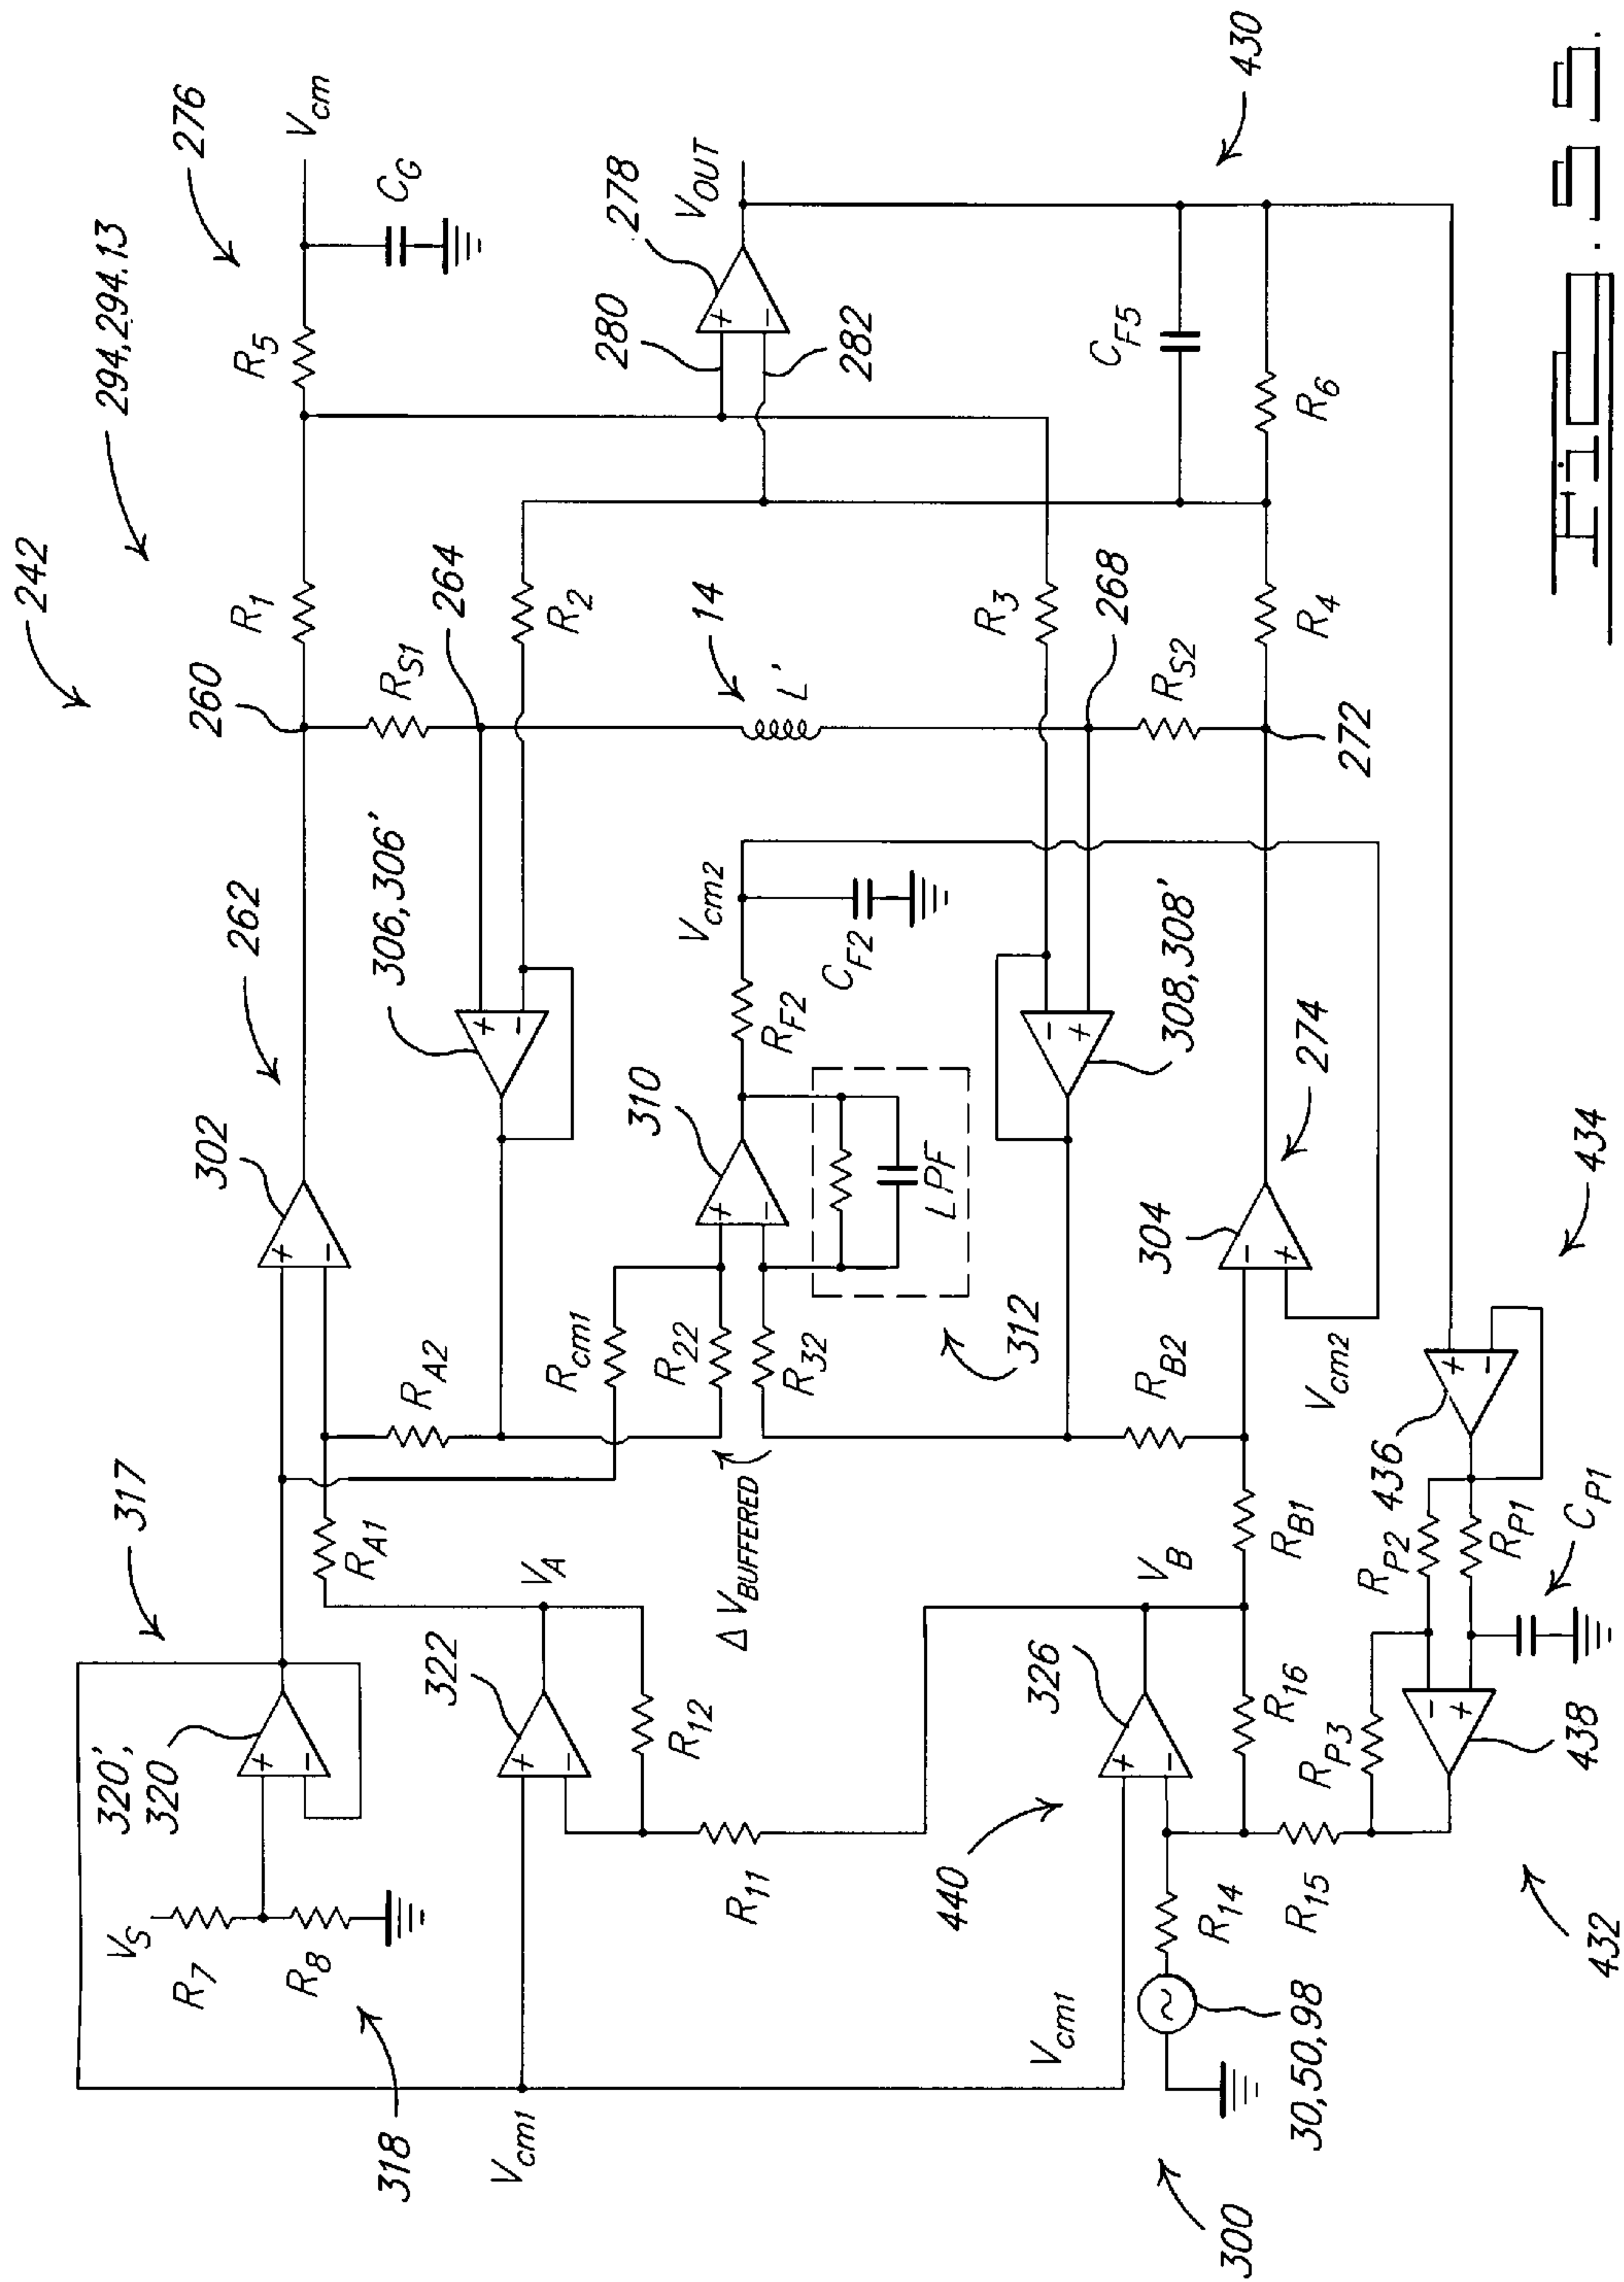 242
294,294.13
276
262
302
317
320',
320
318
260
R1
R5
Vcm
CG
VS
R7
R8
RA1
RA2
RS1
264
306,306'
322
VA
Vcm1
R12
R2
280
278
VOUT
282
Rcm1
R22
310
RF2
Vcm2
CF2
14
L'
ΔVBUFFERED
R32
LPF
R11
312
440
326
VB
308,308'
R3
268
CF5
430
Vcm1
RB2
304
274
RS2
300
30,50,98
R14
R16
RB1
R4
R6
272
Vcm2
R15
RP3
RP2
436
RP1
CP1
438
432
434